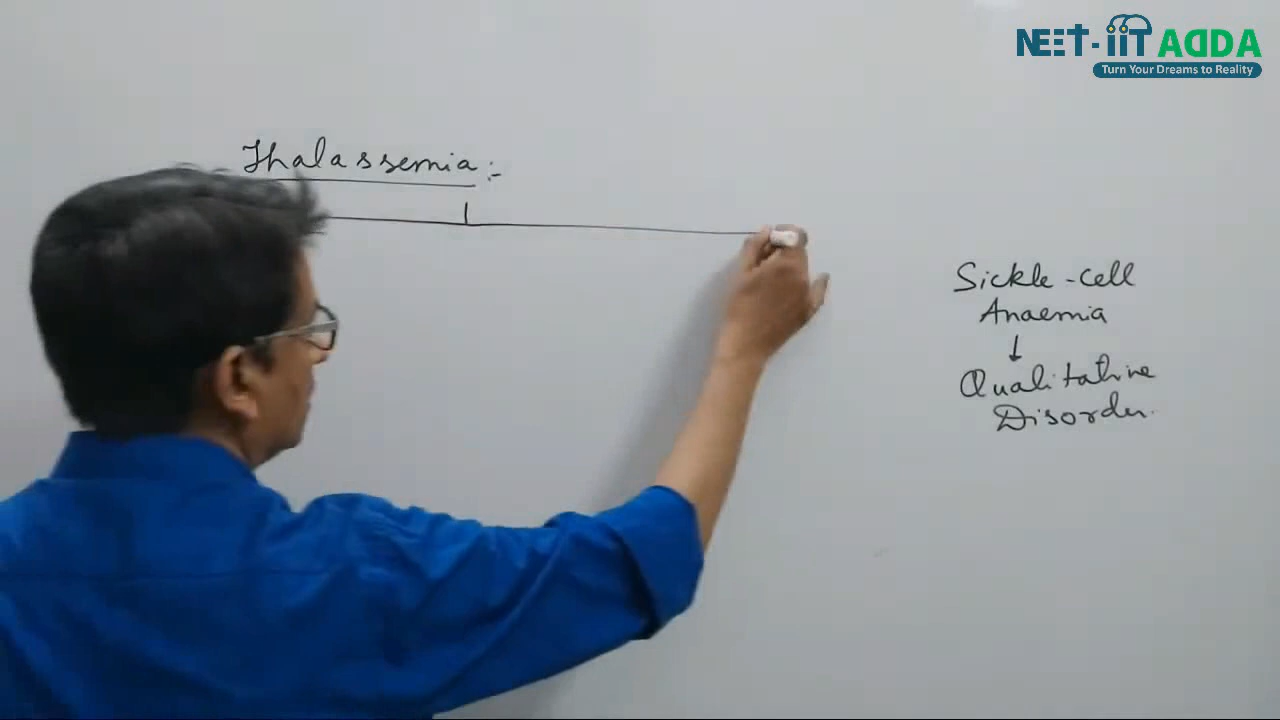 NEET-iiT ADDA
Turn Your Dreams to Reality
Thalassemia :-
Sickle-cell
Anaemia
↓
Qualitative
Disorder.